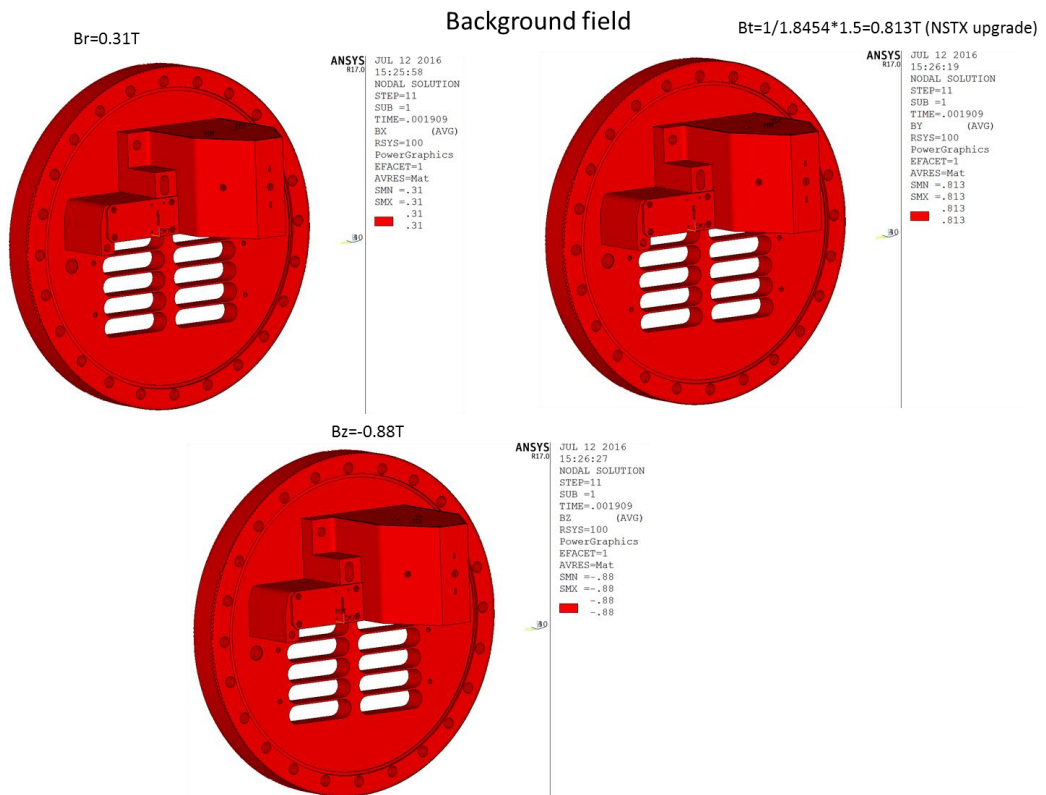 Background field
Br=0.31T
Bt=1/1.8454*1.5=0.813T (NSTX upgrade)
ANSYS
R17.0
JUL 12 2016
15:25:58
NODAL SOLUTION
STEP=11
SUB =1
TIME=.001909
BX (AVG)
RSYS=100
PowerGraphics
EFACET=1
AVRES=Mat
SMN =.31
SMX =.31
.31
.31
ANSYS
R17.0
JUL 12 2016
15:26:19
NODAL SOLUTION
STEP=11
SUB =1
TIME=.001909
BY (AVG)
RSYS=100
PowerGraphics
EFACET=1
AVRES=Mat
SMN =.813
SMX =.813
.813
.813
Bz=-0.88T
ANSYS
R17.0
JUL 12 2016
15:26:27
NODAL SOLUTION
STEP=11
SUB =1
TIME=.001909
BZ (AVG)
RSYS=100
PowerGraphics
EFACET=1
AVRES=Mat
SMN =-.88
SMX =-.88
-.88
-.88